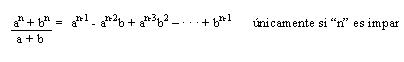 aⁿ + bⁿ = aⁿ⁻¹ - aⁿ⁻²b + aⁿ⁻³b² – · · · + bⁿ⁻¹ únicamente si “n” es impar
a + b